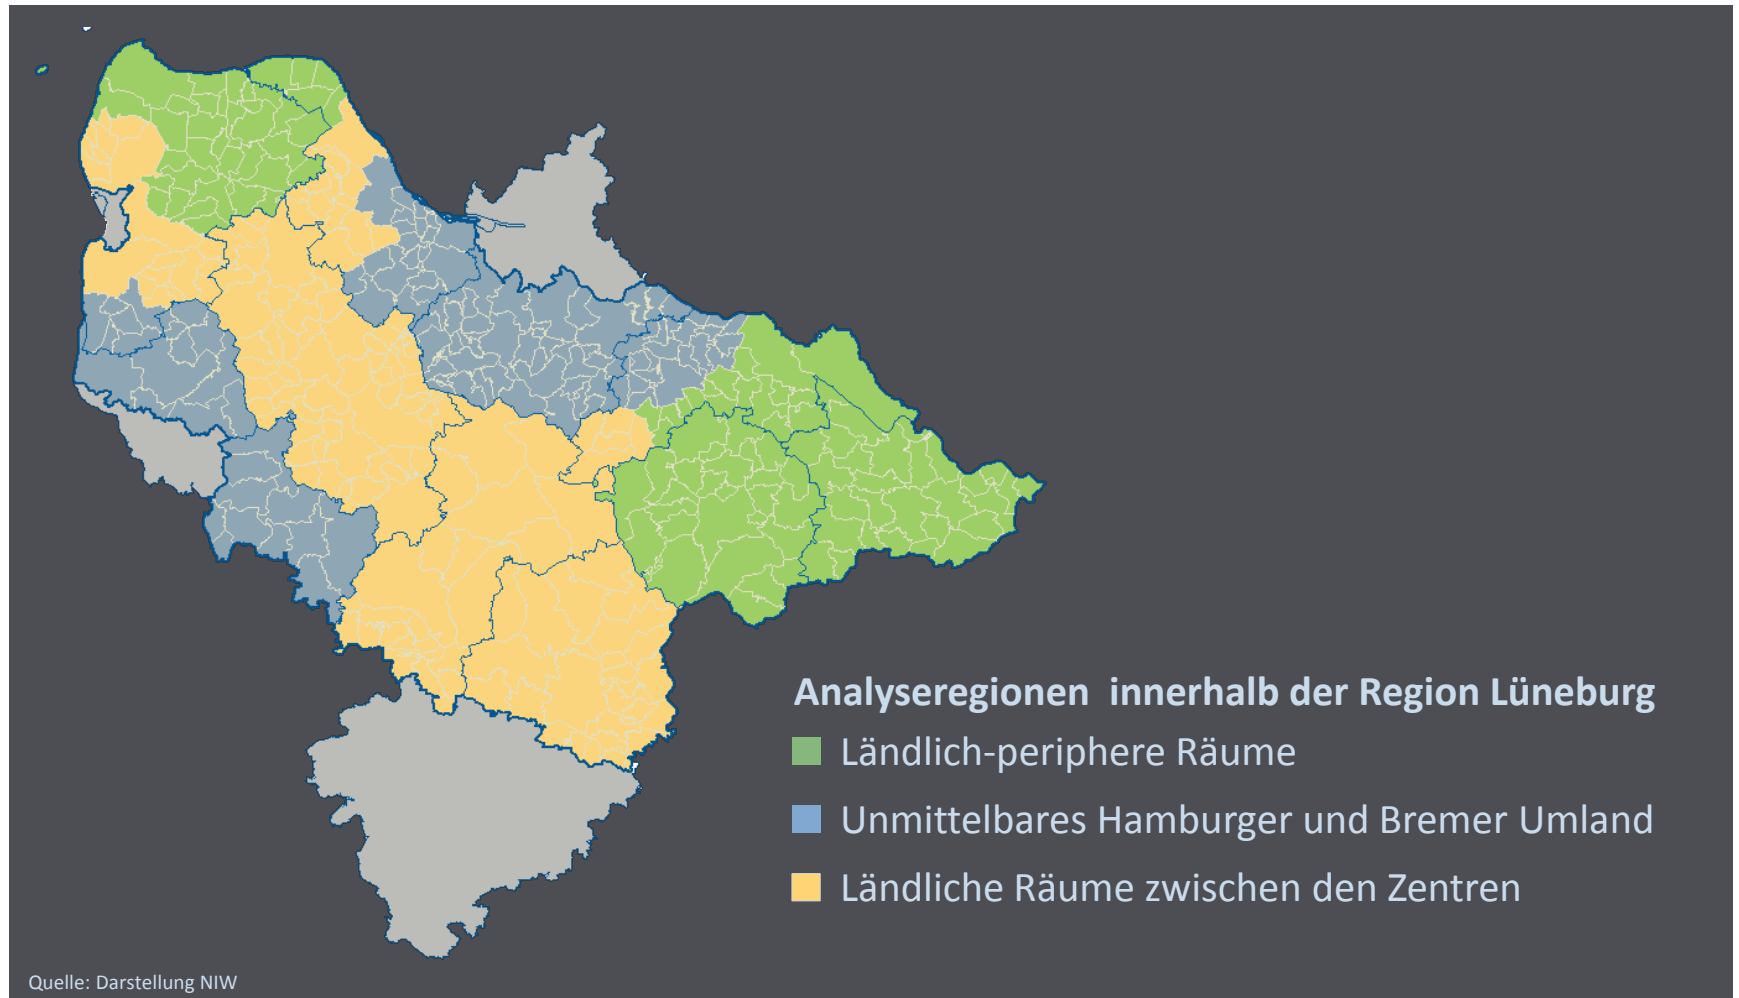 Analyseregionen  innerhalb der Region Lüneburg
Ländlich-periphere Räume
Unmittelbares Hamburger und Bremer Umland
Ländliche Räume zwischen den Zentren
Quelle: Darstellung NIW